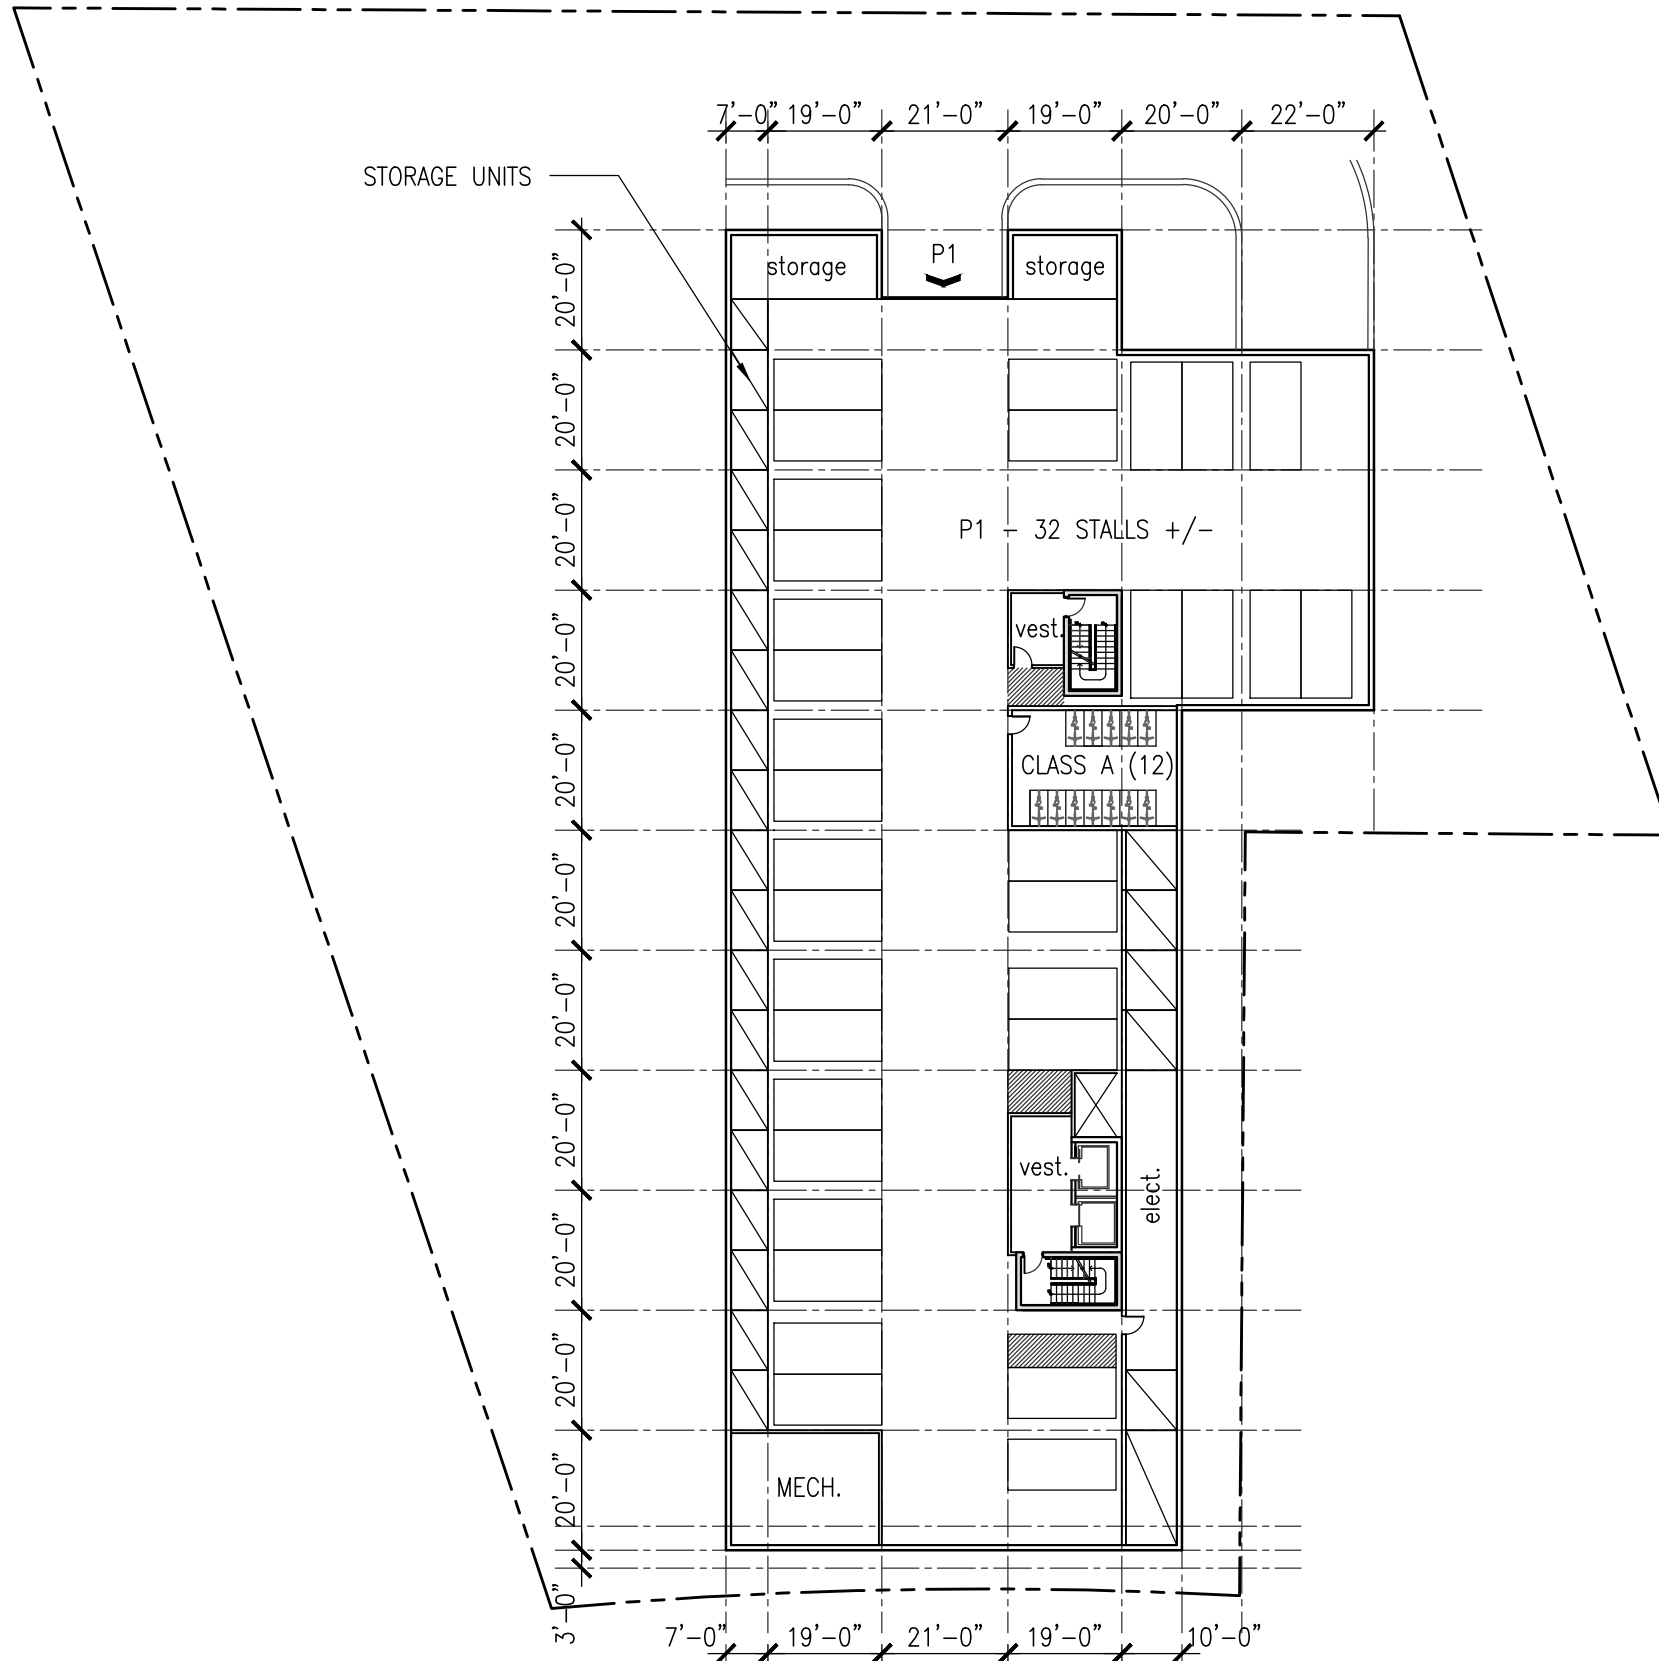 7'-0" 19'-0" 21'-0" 19'-0" 20'-0" 22'-0"
STORAGE UNITS
P1
storage
storage
20'-0"
20'-0"
20'-0"
P1 - 32 STALLS +/-
20'-0"
vest.
20'-0"
CLASS A (12)
20'-0"
20'-0"
20'-0"
vest.
elect.
20'-0"
20'-0"
20'-0"
MECH.
3'-0"
7'-0" 19'-0" 21'-0" 19'-0" 10'-0"